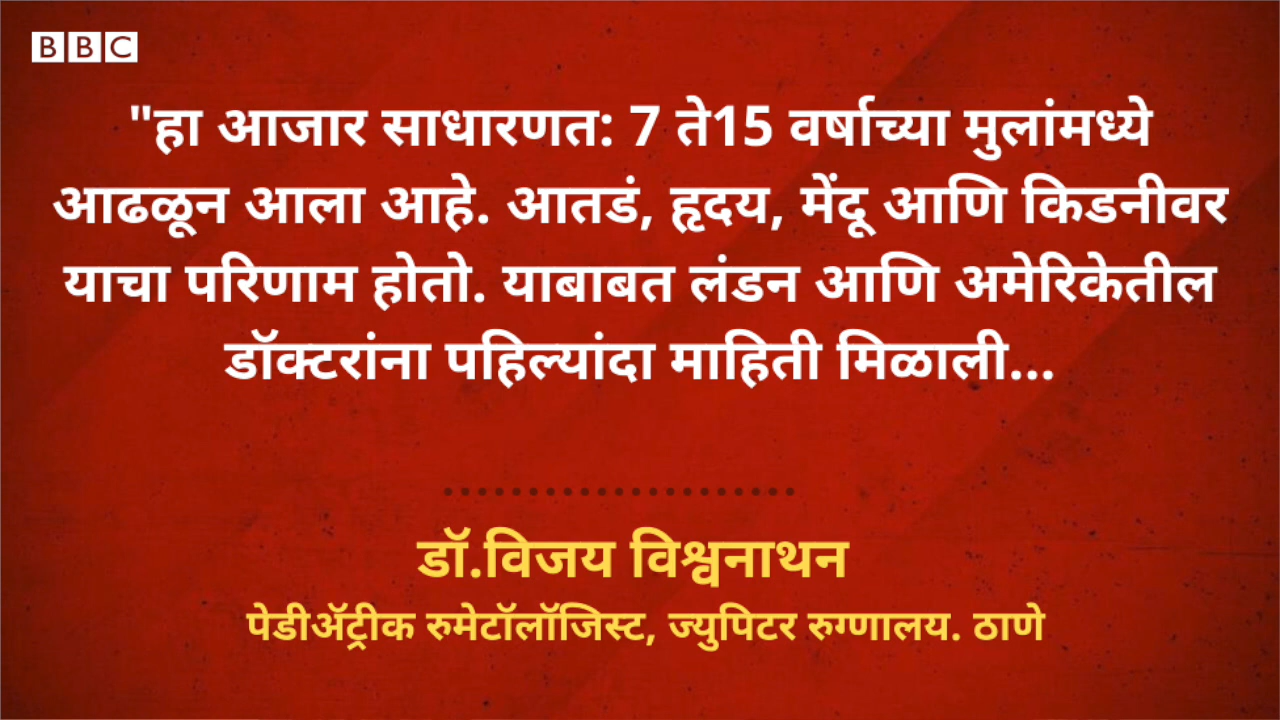 BBC
"हा आजार साधारणत: 7 ते15 वर्षाच्या मुलांमध्ये
आढळून आला आहे. आतडं, हृदय, मेंदू आणि किडनीवर
याचा परिणाम होतो. याबाबत लंडन आणि अमेरिकेतील
डॉक्टरांना पहिल्यांदा माहिती मिळाली...
डॉ.विजय विश्वनाथन
पेडीॲट्रीक रुमेटॉलॉजिस्ट, ज्युपिटर रुग्णालय. ठाणे